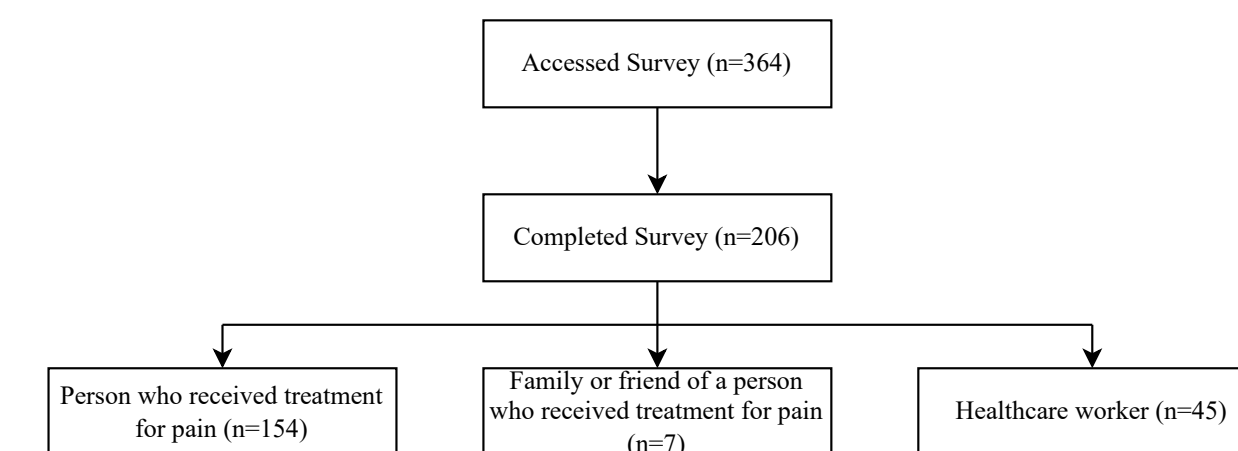 Accessed Survey (n=364)
Completed Survey (n=206)
Person who received treatment
for pain (n=154)
Family or friend of a person
who received treatment for pain
(n=7)
Healthcare worker (n=45)